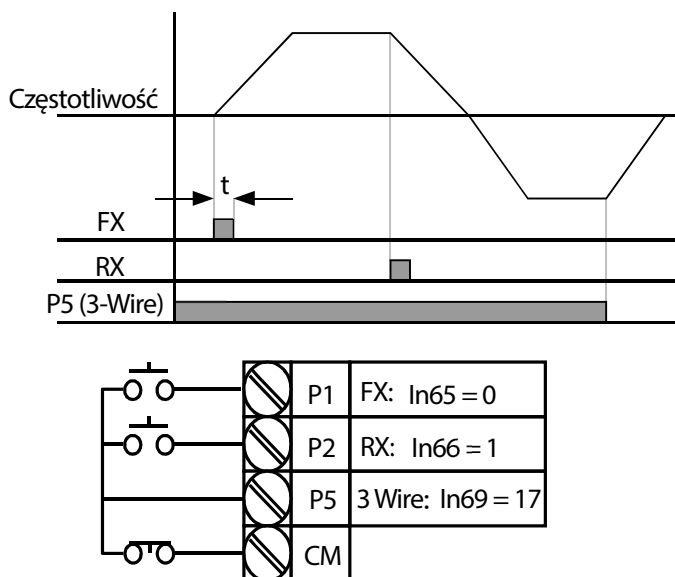 Częstotliwość
t
FX
RX
P5 (3-Wire)
P1 FX: In65 = 0
P2 RX: In66 = 1
P5 3 Wire: In69 = 17
CM